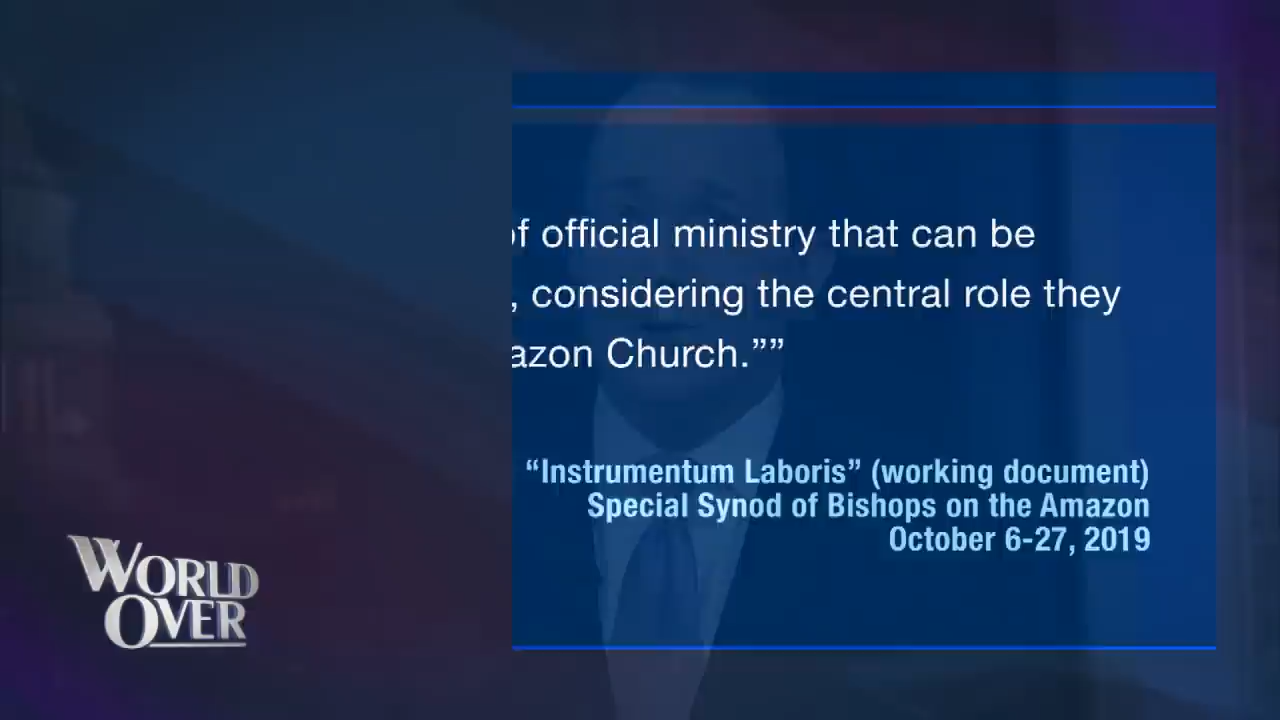 of official ministry that can be
, considering the central role they
azon Church.””
“Instrumentum Laboris” (working document)
Special Synod of Bishops on the Amazon
October 6-27, 2019
WORLD
OVER